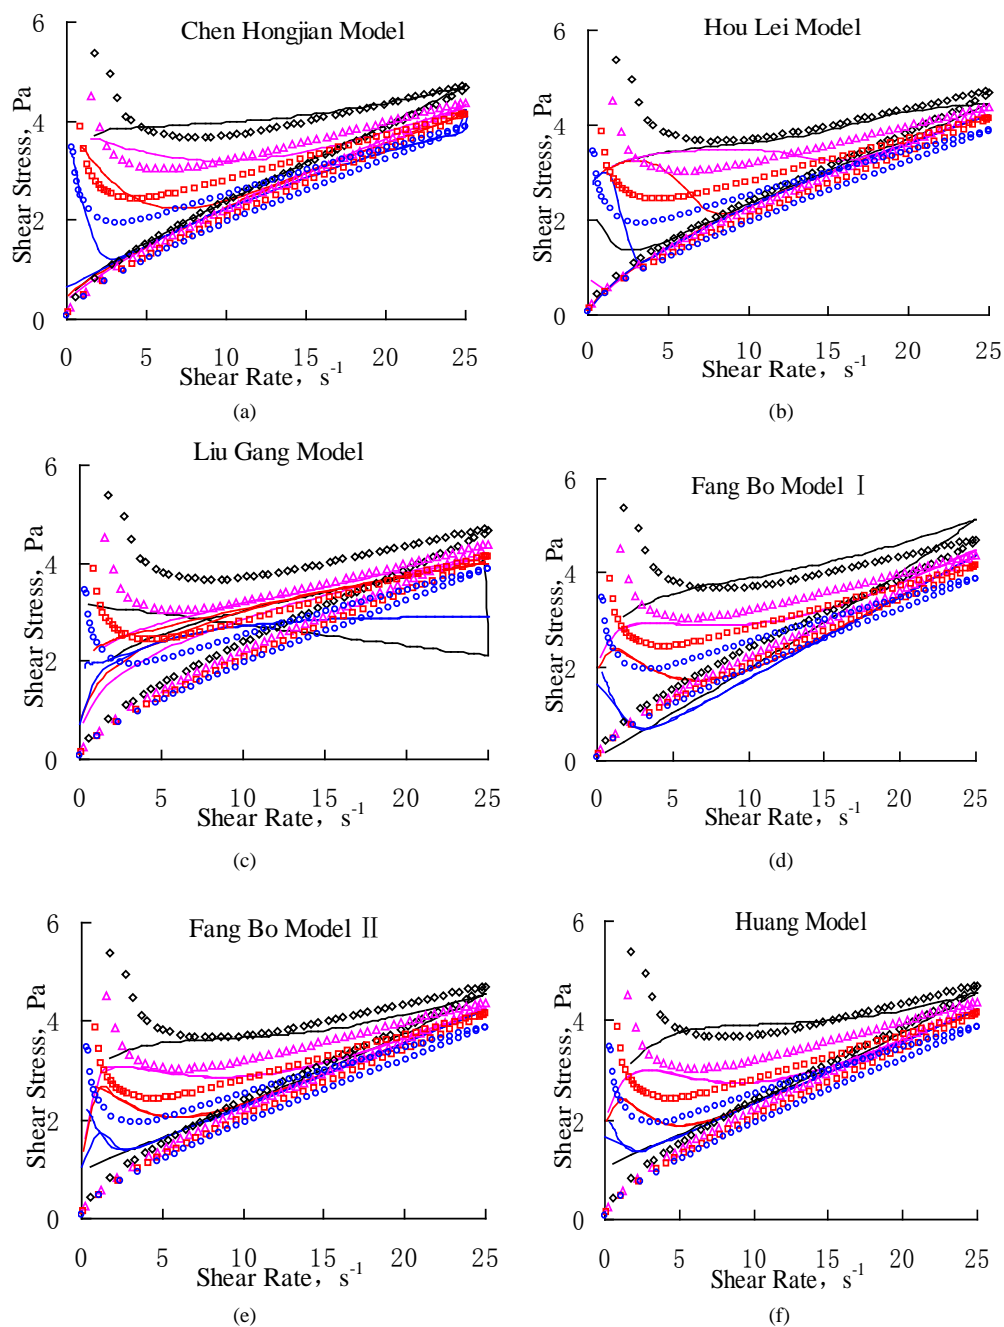 Chen Hongjian Model
6
4
2
0
Shear Stress, Pa
0 5 10 15 20 25
Shear Rate, s-1
(a)
Hou Lei Model
6
4
2
0
Shear Stress, Pa
0 5 10 15 20 25
Shear Rate, s-1
(b)
Liu Gang Model
6
4
2
0
Shear Stress, Pa
0 5 10 15 20 25
Shear Rate, s-1
(c)
Fang Bo Model Ⅰ
6
4
2
0
Shear Stress, Pa
0 5 10 15 20 25
Shear Rate, s-1
(d)
Fang Bo Model Ⅱ
6
4
2
0
Shear Stress, Pa
0 5 10 15 20 25
Shear Rate, s-1
(e)
Huang Model
6
4
2
0
Shear Stress, Pa
0 5 10 15 20 25
Shear Rate, s-1
(f)